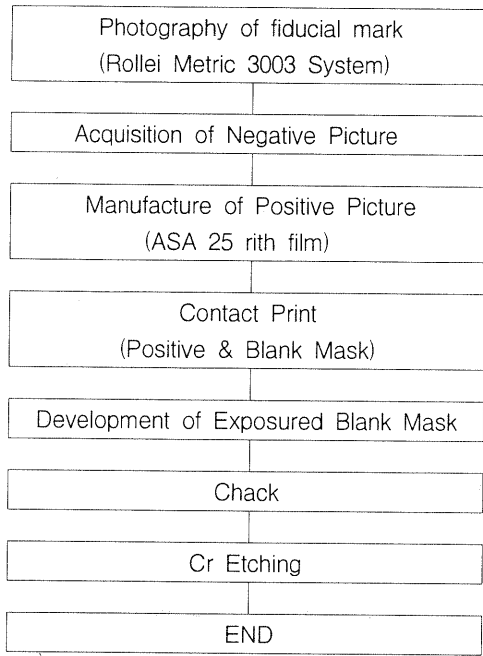 Photography of fiducial mark
(Rollei Metric 3003 System)
Acquisition of Negative Picture
Manufacture of Positive Picture
(ASA 25 rith film)
Contact Print
(Positive & Blank Mask)
Development of Exposured Blank Mask
Chack
Cr Etching
END